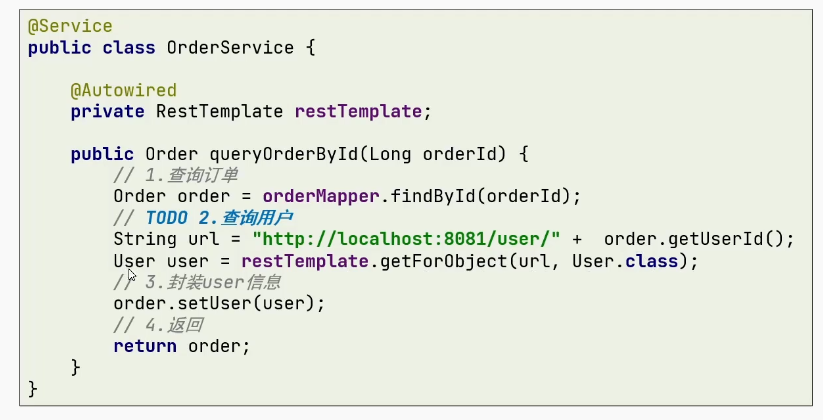 @Service
public class OrderService {
@Autowired
private RestTemplate restTemplate;
public Order queryOrderById(Long orderId) {
// 1.查询订单
Order order = orderMapper.findById(orderId);
// TODO 2.查询用户
String url = "http://localhost:8081/user/" +  order.getUserId();
User user = restTemplate.getForObject(url, User.class);
// 3.封装user信息
order.setUser(user);
// 4.返回
return order;
}
}